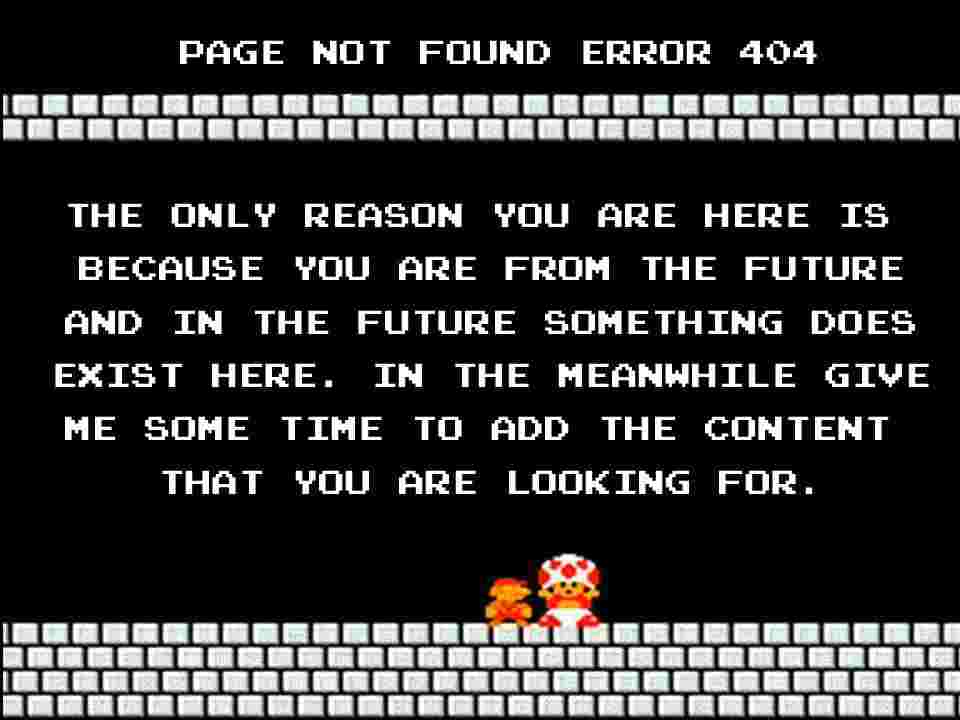 PAGE NOT FOUND ERROR 404
THE ONLY REASON YOU ARE HERE IS
BECAUSE YOU ARE FROM THE FUTURE
AND IN THE FUTURE SOMETHING DOES
EXIST HERE. IN THE MEANWHILE GIVE
ME SOME TIME TO ADD THE CONTENT
THAT YOU ARE LOOKING FOR.